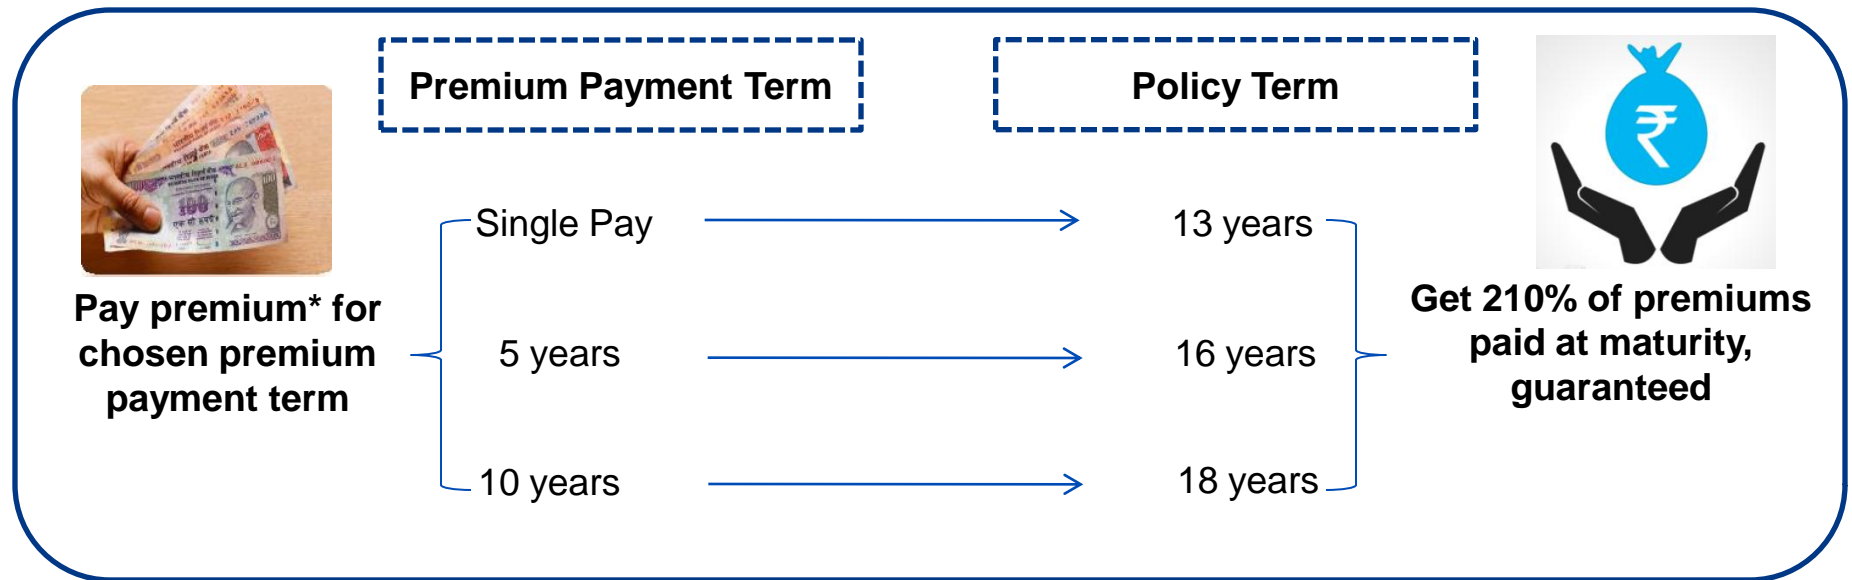 Premium Payment Term
Policy Term
100
₹
Pay premium* for
chosen premium
payment term
Single Pay
13 years
5 years
16 years
10 years
18 years
Get 210% of premiums
paid at maturity,
guaranteed